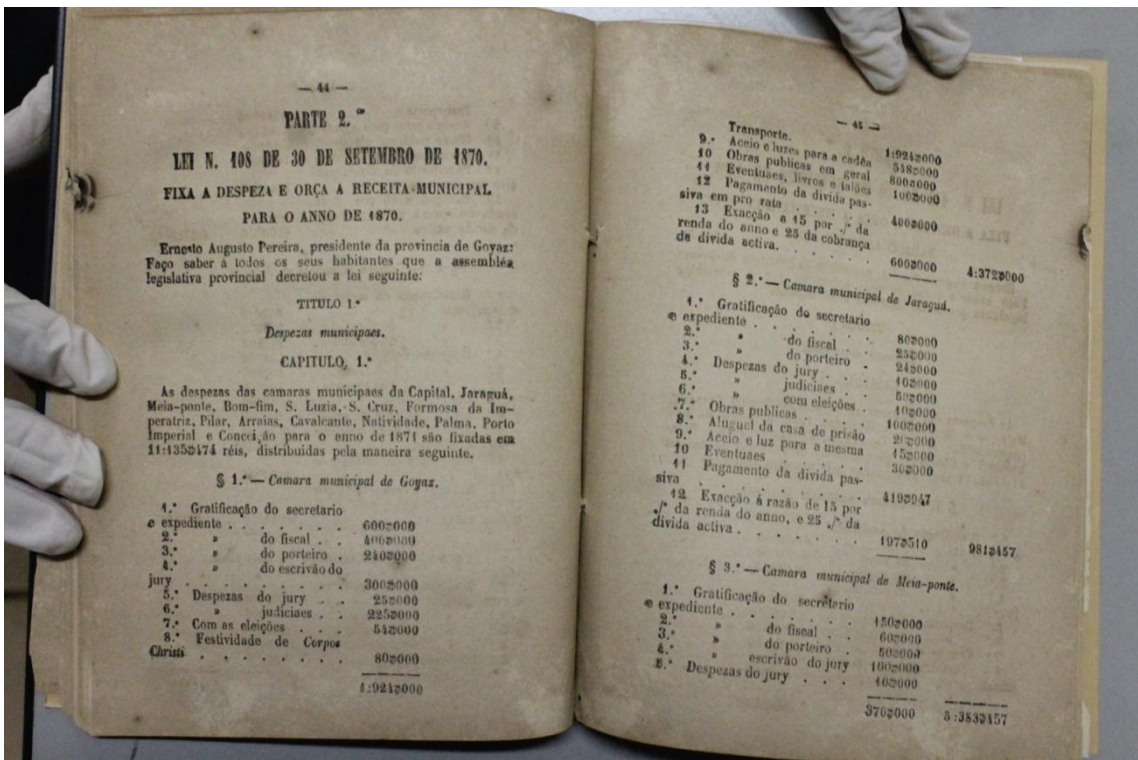 — 44 —
PARTE 2.ª
LEI N. 108 DE 30 DE SETEMBRO DE 1870.
FIXA A DESPEZA E ORÇA A RECEITA MUNICIPAL
PARA O ANNO DE 1870.
Ernesto Augusto Pereira, presidente da provincia de Goyaz:
Faço saber á todos os seus habitantes que a assembléa
legislativa provincial decretou a lei seguinte:
TITULO 1.º
Despezas municipaes.
CAPITULO, 1.º
As despezas das camaras municipaes da Capital, Jaraguá,
Meia-ponte, Bom-fim, S. Luzia, S. Cruz, Formosa da Im-
peratriz, Pilar, Arraias, Cavalcante, Natividade, Palma, Porto
Imperial e Concei,ão para o anno de 1871 são fixadas em
11:135$474 réis, distribuidas pela maneira seguinte.
§ 1.º — Camara municipal de Goyaz.
1.º Gratificação do secretario
e expediente . . . . . . 600$000
2.º » do fiscal . 400$000
3.º » do porteiro . 240$000
4.º » do escrivão do
jury . . . . . . . . 300$000
5.º Despezas do jury . . 25$000
6.º » judiciaes . . 225$000
7.º Com as eleições . . . 54$000
8.º Festividade de Corpos
Christi . . . . . . . 80$000
1:924$000
— 45 —
Transporte. 1:924$000
9.º Aceio e luzes para a cadêa 548$000
10 Obras publicas em geral 800$000
11 Eventuaes, livros e talões 100$000
12 Pagamento da divida pas-
siva em pro rata . . . . . 400$000
13 Exacção a 15 por ./º da
renda do anno e 25 da cobrança
da divida activa. . . . . . 600$000 4:372$000
§ 2.º — Camara municipal de Jaraguá.
1.º Gratificação do secretario
e expediente . . . . . . 80$000
2.º » do fiscal . . 25$000
3.º » do porteiro . 24$000
4.º Despezas do jury . . . 10$000
5.º » judiciaes . . 50$000
6.º » com eleições . 10$000
7.º Obras publicas . . . . 100$000
8.º Aluguel da casa de prisão 20$000
9.º Aceio e luz para a mesma 15$000
10 Eventuaes . . . . . 30$000
11 Pagamento da divida pas-
siva . . . . . . . . 419$947
12 Exacção á razão de 15 por
./º da renda do anno, e 25 ./º da
divida activa . . . . . . 197$510 981$457
§ 3.º — Camara municipal de Meia-ponte.
1.º Gratificação do secretario
e expediente . . . . . . 150$000
2.º » do fiscal . . 60$000
3.º » do porteiro . 50$000
4.º » escrivão do jury 100$000
5.º Despezas do jury . . . 10$000
370$000 5:383$457